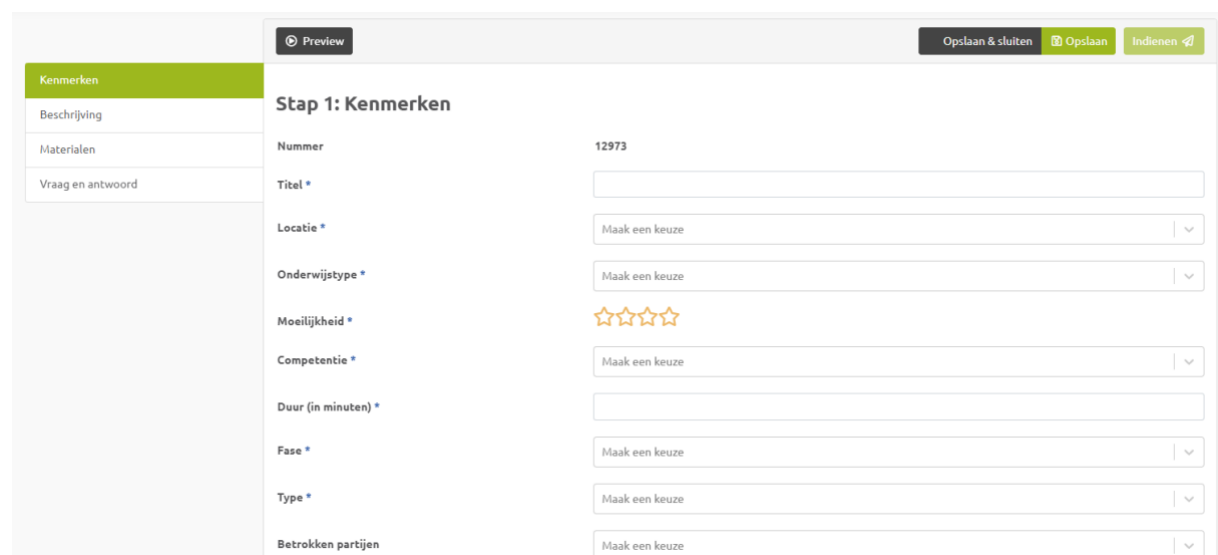 Preview
Opslaan & sluiten
Opslaan
Indienen
Kenmerken
Beschrijving
Materialen
Vraag en antwoord
Stap 1: Kenmerken
Nummer 12973
Titel *
Locatie * Maak een keuze
Onderwijstype * Maak een keuze
Moeilijkheid *
Competentie * Maak een keuze
Duur (in minuten) *
Fase * Maak een keuze
Type * Maak een keuze
Betrokken partijen Maak een keuze